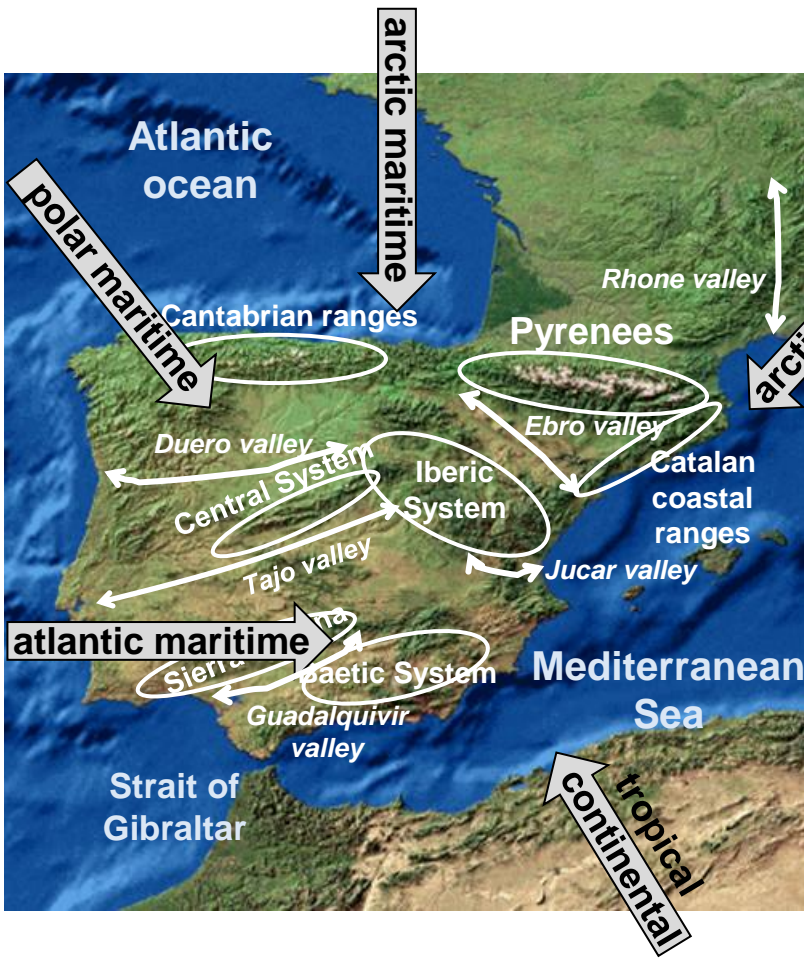 arctic maritime
Atlantic
ocean
polar maritime
Rhone valley
Cantabrian ranges
Pyrenees
Duero valley
Ebro valley
Central System
Iberic
System
Catalan
coastal
ranges
Tajo valley
Jucar valley
atlantic maritime
Sierra
Baetic System
Mediterranean
Sea
Guadalquivir
valley
Strait of
Gibraltar
tropical
continental